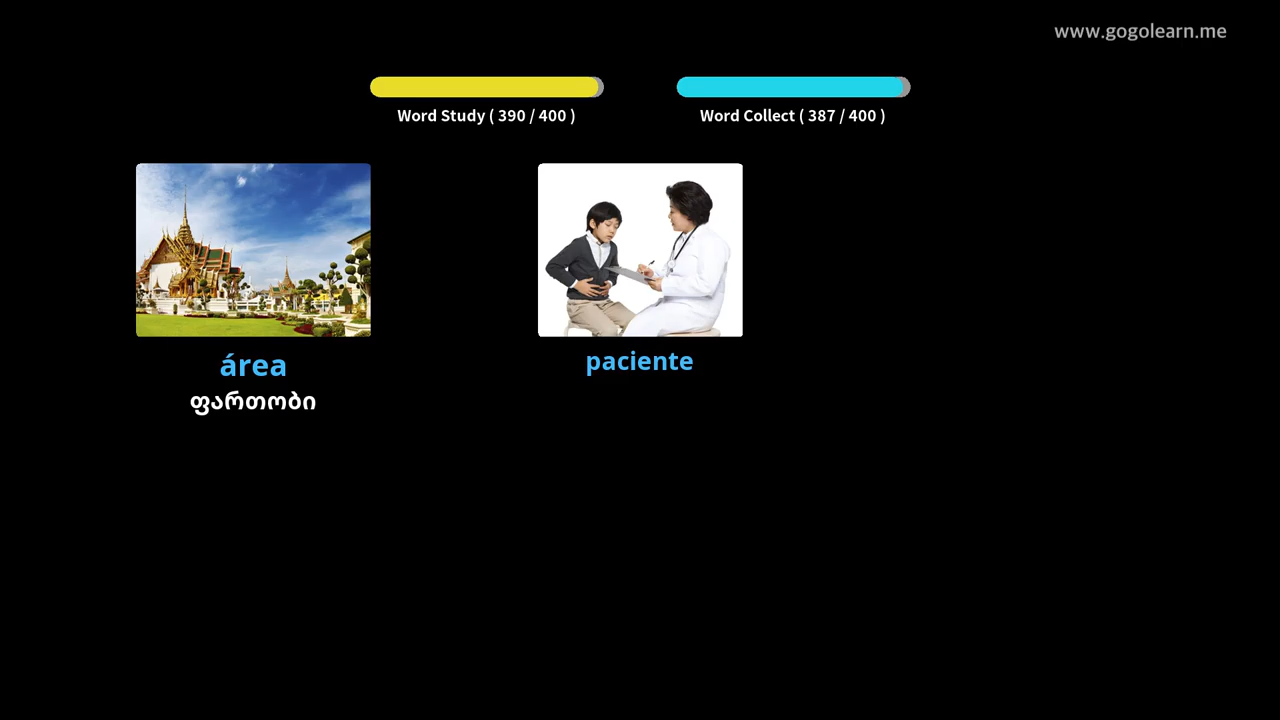 www.gogolearn.me
Word Study ( 390 / 400 )
Word Collect ( 387 / 400 )
área
ფართობი
paciente